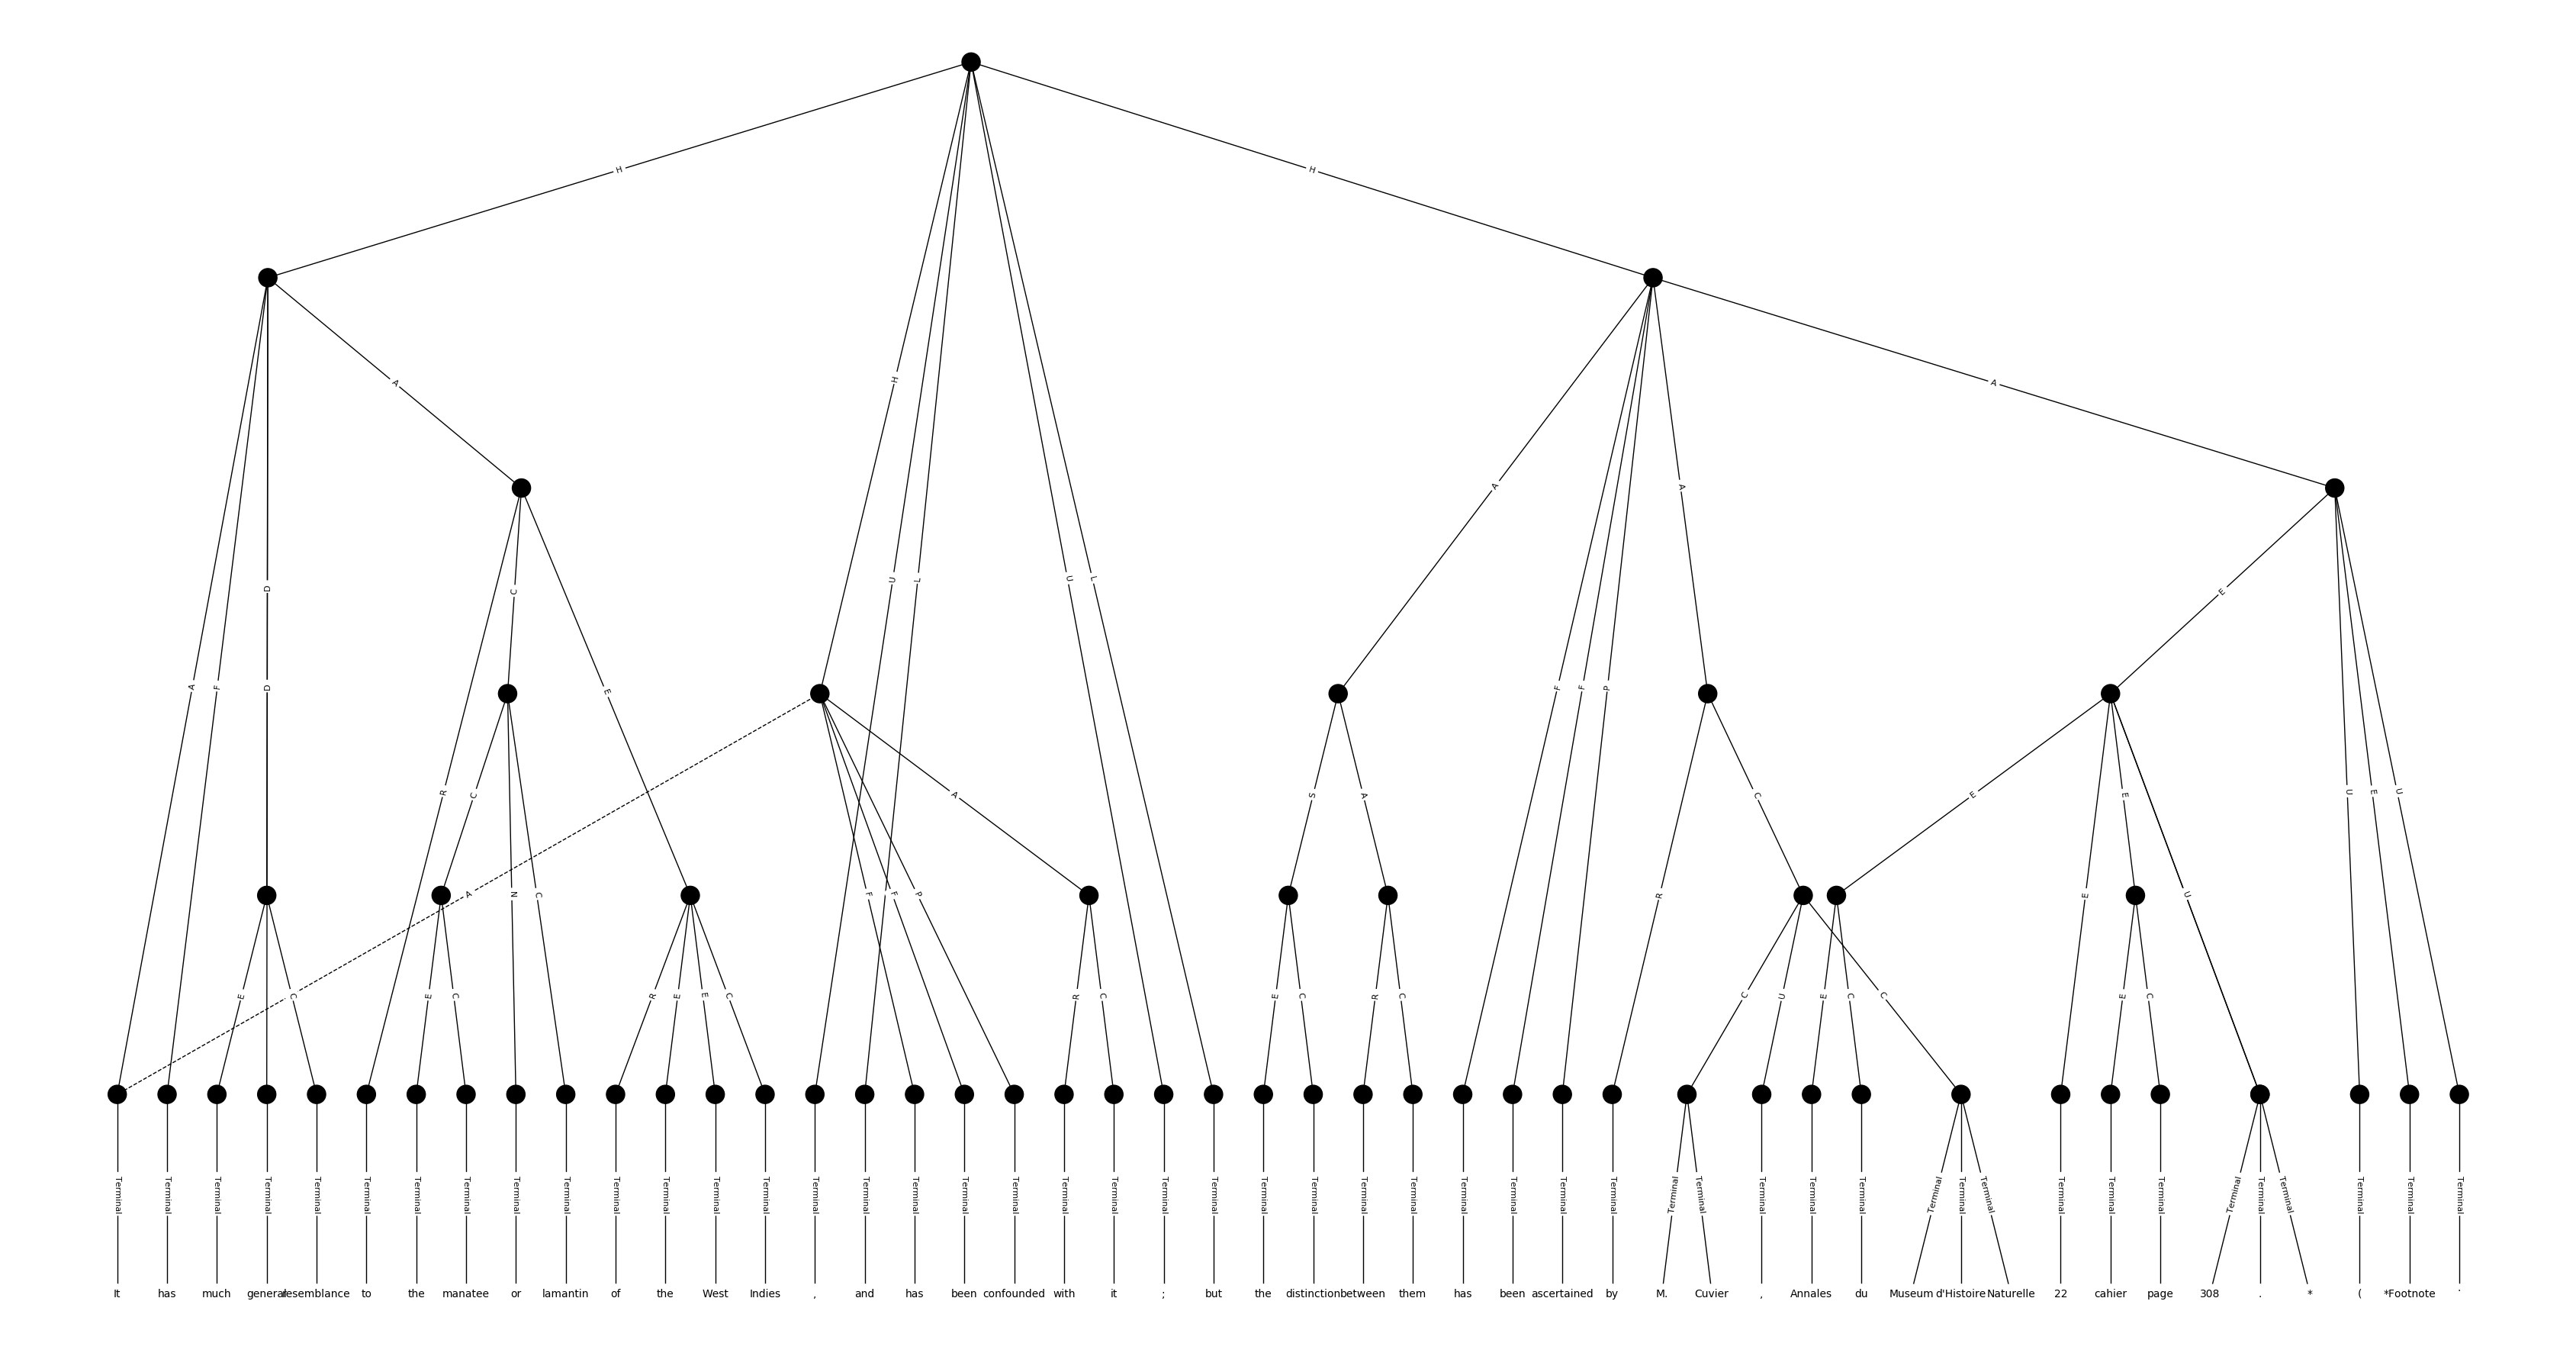 H H
A A
H
D A A
U L U L
E
C
D
A F E F F P
R C S A E E U E U
A F F P R N C E U
E C R E E C R C E C R C C U E C C E C
Terminal Terminal Terminal Terminal Terminal Terminal Terminal Terminal Terminal Terminal Terminal Terminal Terminal Terminal Terminal Terminal Terminal Terminal Terminal Terminal Terminal Terminal Terminal Terminal Terminal Terminal Terminal Terminal Terminal Terminal Terminal Terminal Terminal Terminal Terminal Terminal Terminal Terminal Terminal Terminal Terminal Terminal Terminal Terminal Terminal Terminal Terminal Terminal
It has much general resemblance to the manatee or lamantin of the West Indies , and has been confounded with it ; but the distinction between them has been ascertained by M. Cuvier , Annales du Museum d'Histoire Naturelle 22 cahier page 308 . * ( *Footnote